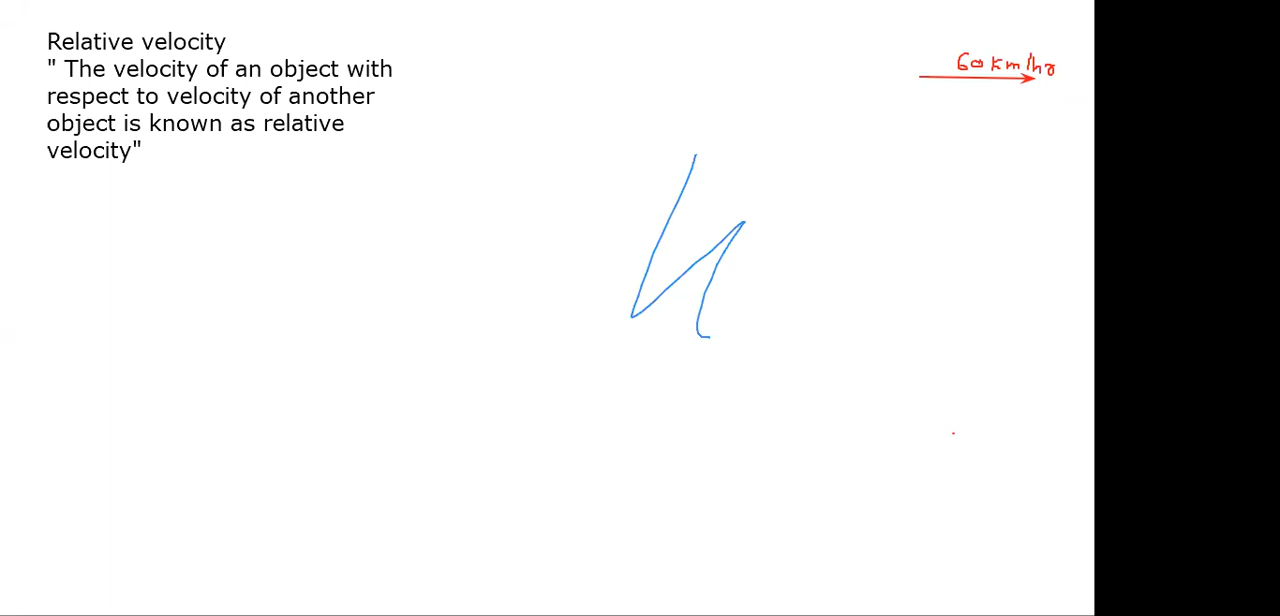 Relative velocity
" The velocity of an object with
respect to velocity of another
object is known as relative
velocity"
60 km/hr